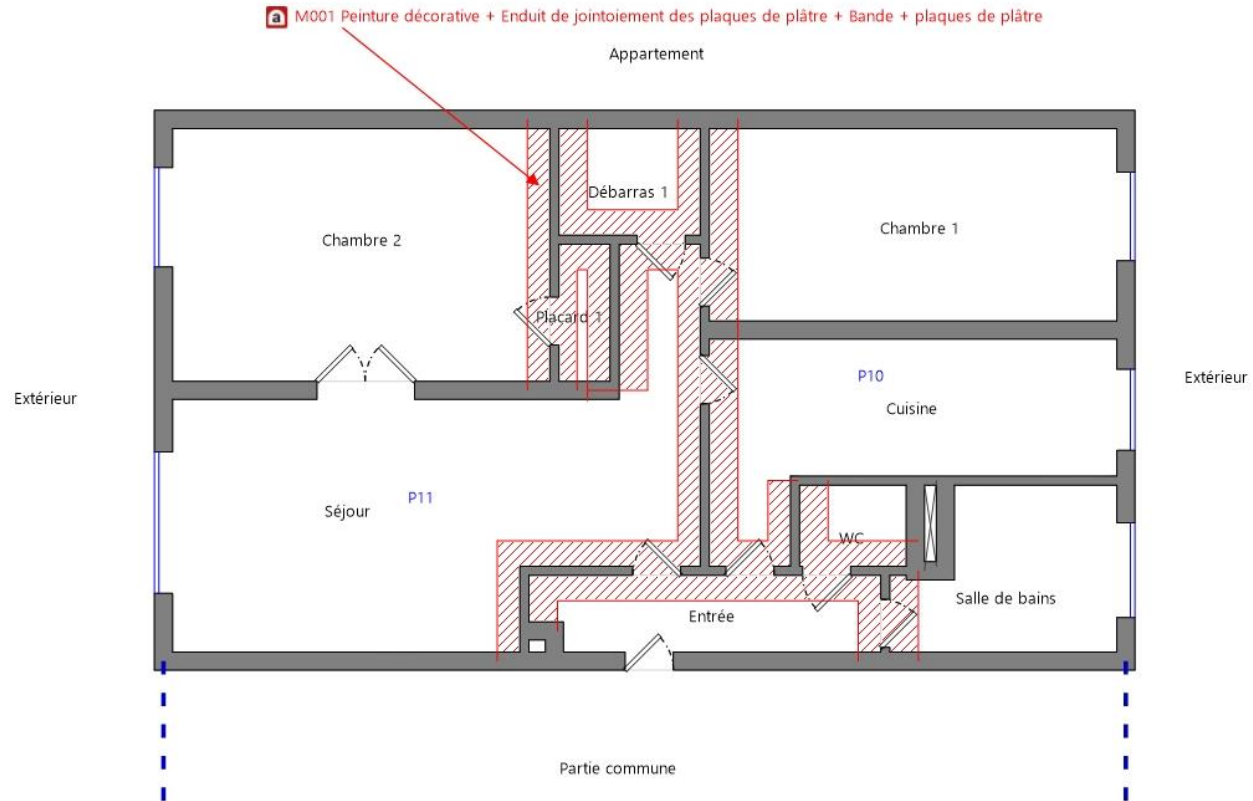 a M001 Peinture décorative + Enduit de jointoiement des plaques de plâtre + Bande + plaques de plâtre
Appartement
Débarras 1
Chambre 2
Chambre 1
Placard 1
P10
Extérieur
Extérieur
Cuisine
P11
Séjour
WC
Salle de bains
Entrée
Partie commune